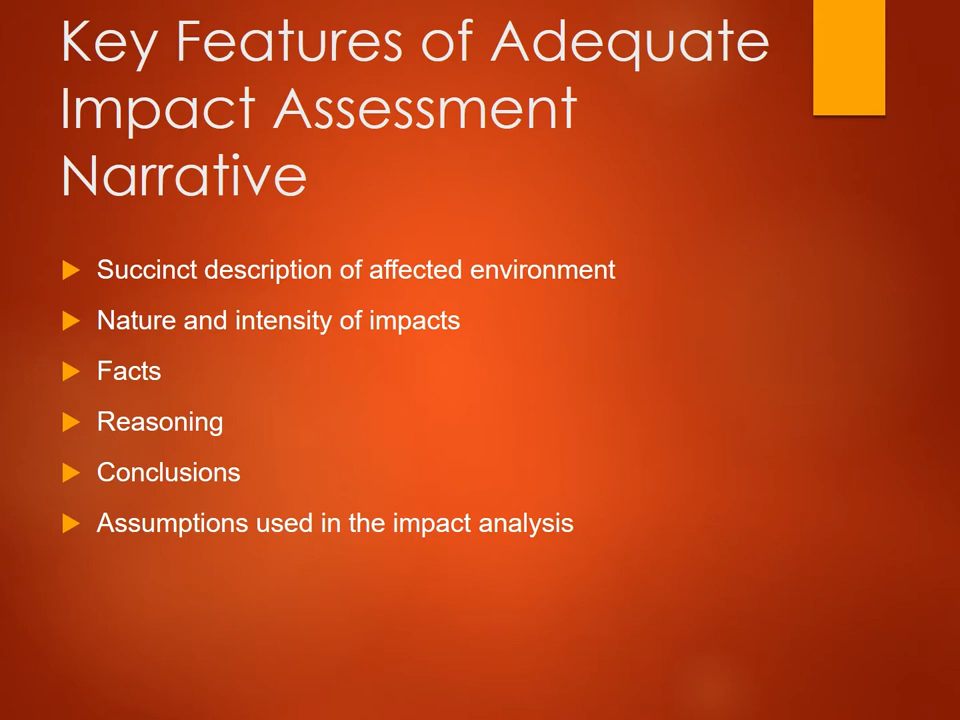 Key Features of Adequate
Impact Assessment
Narrative
Succinct description of affected environment
Nature and intensity of impacts
Facts
Reasoning
Conclusions
Assumptions used in the impact analysis